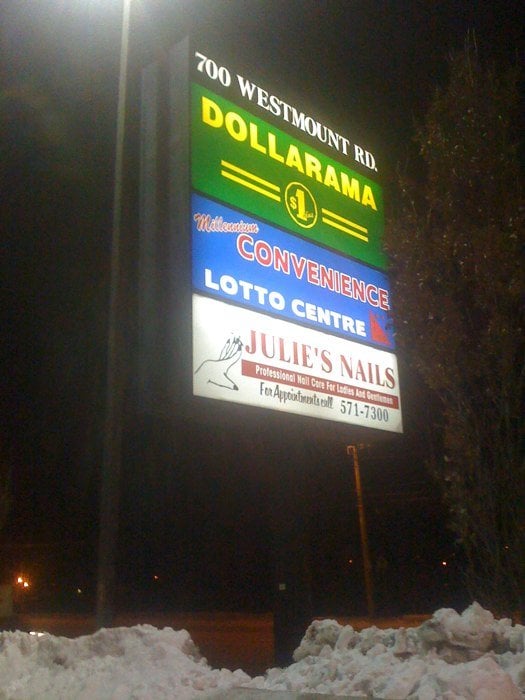 700 WESTMOUNT RD.
DOLLARAMA
$1
Millennium
CONVENIENCE
LOTTO CENTRE
JULIE'S NAILS
Professional Nail Care For Ladies And Gentlemen
For Appointments call 571-7300